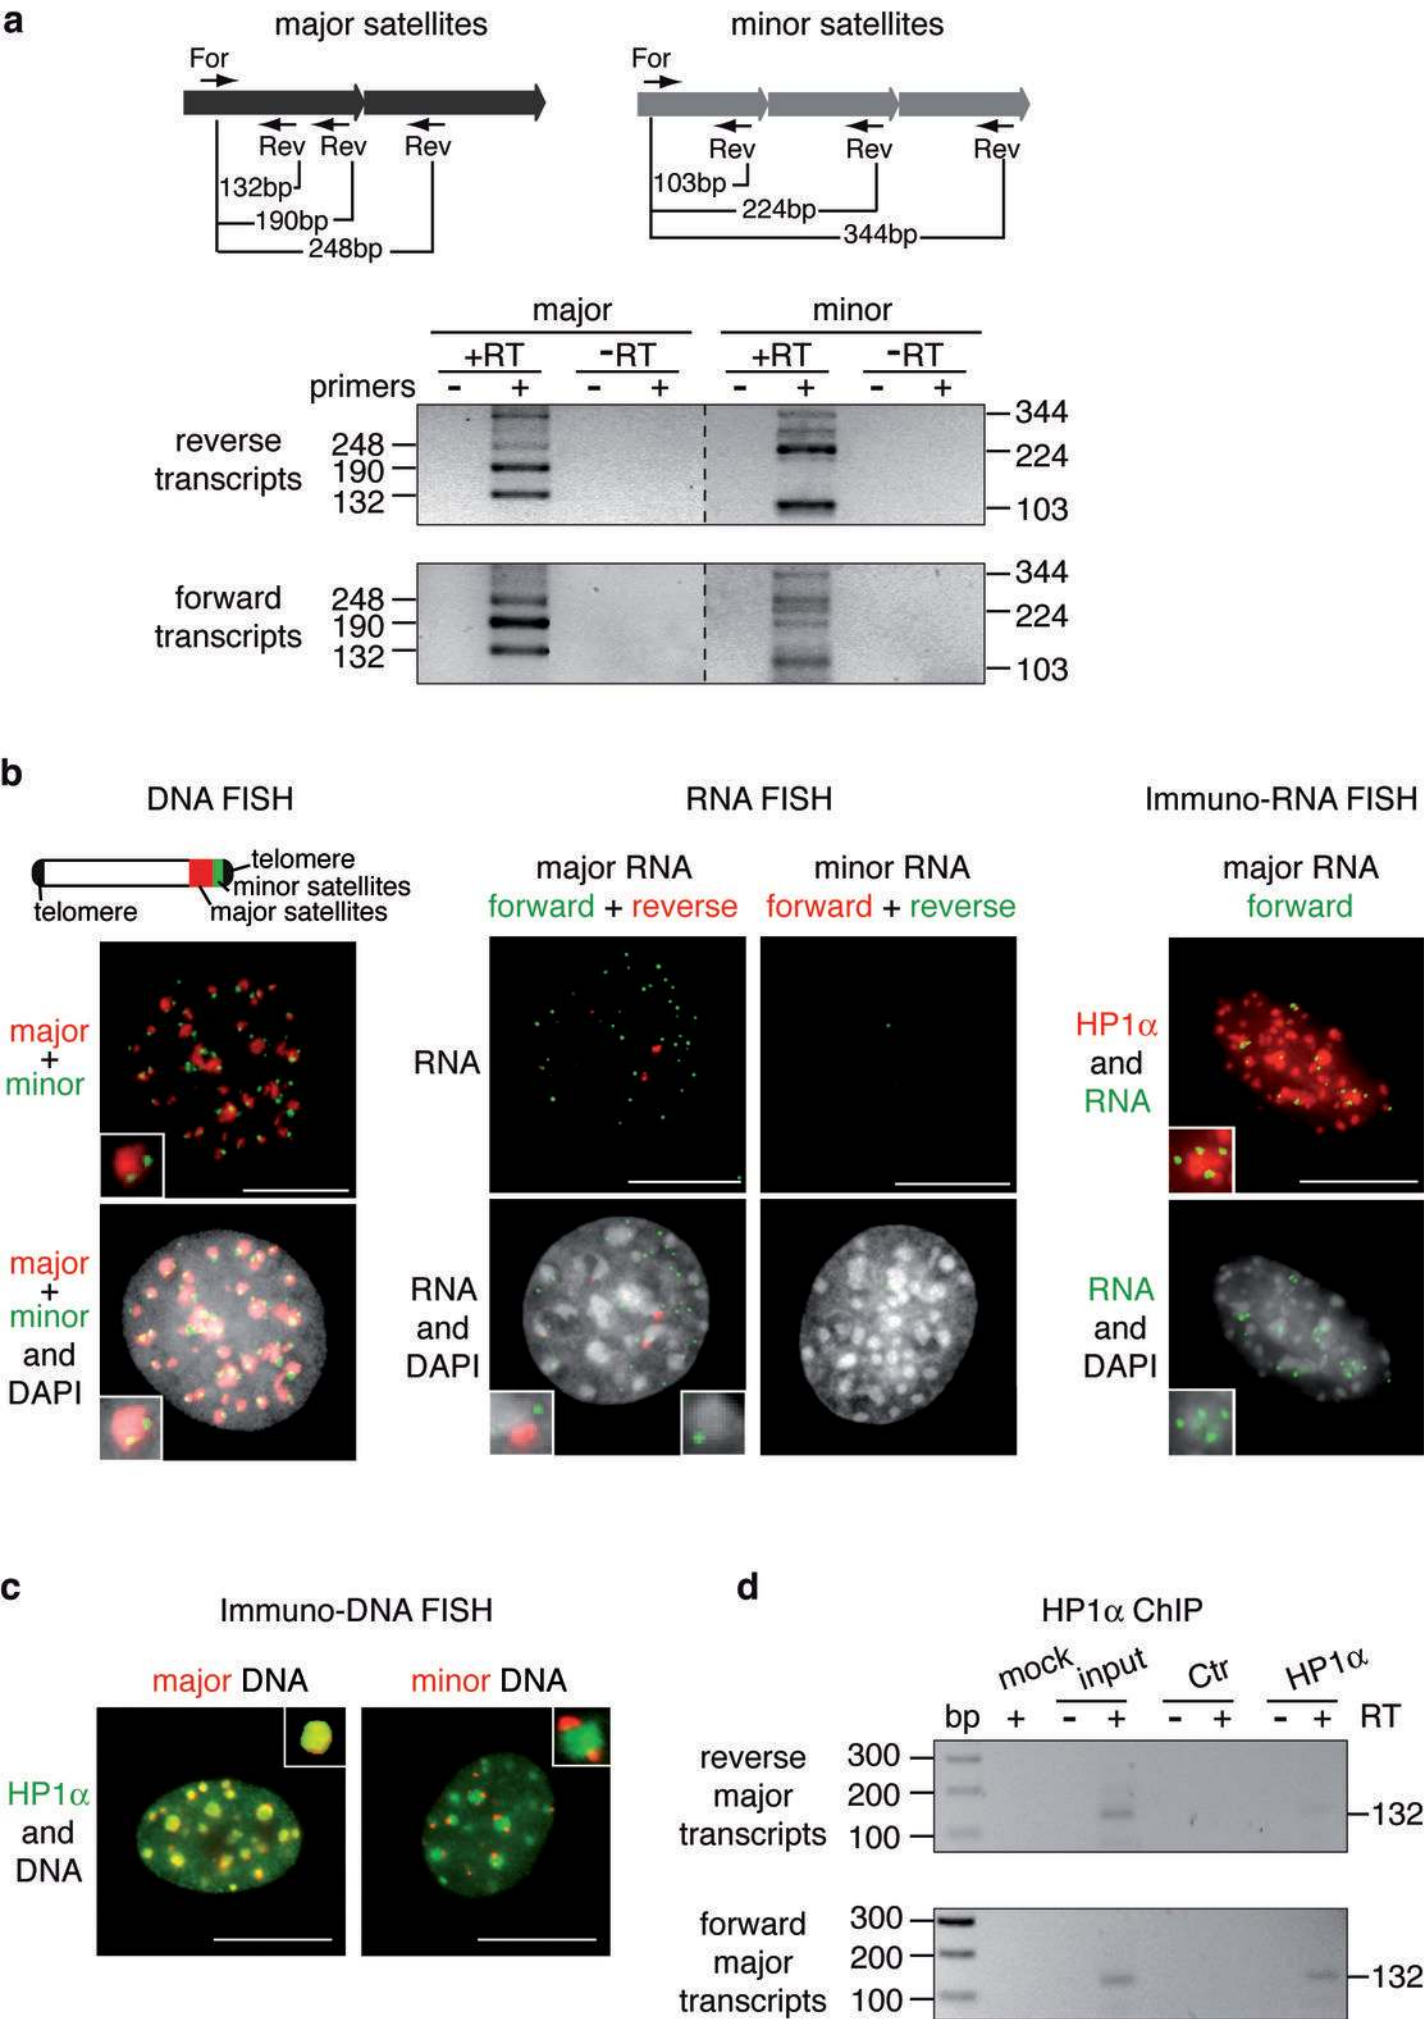 a
major satellites
minor satellites
For
For
Rev Rev Rev
Rev Rev Rev
132bp
103bp
190bp
224bp
248bp
344bp
major minor
+RT -RT +RT -RT
primers - + - + - + - +
reverse
transcripts
248
190
132
344
224
103
forward
transcripts
248
190
132
344
224
103
b
DNA FISH
RNA FISH
Immuno-RNA FISH
telomere
minor satellites
major satellites
telomere
major RNA
forward + reverse
minor RNA
forward + reverse
major RNA
forward
major
+
minor
RNA
HP1α
and
RNA
major
+
minor
and
DAPI
RNA
and
DAPI
RNA
and
DAPI
c
Immuno-DNA FISH
major DNA
minor DNA
HP1α
and
DNA
d
HP1α ChIP
mock input Ctr HP1α
bp + - + - + - + RT
reverse
major
transcripts
300
200
100
132
forward
major
transcripts
300
200
100
132